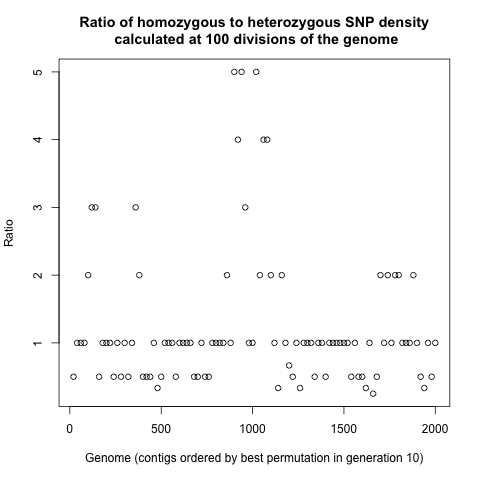 Ratio of homozygous to heterozygous SNP density
calculated at 100 divisions of the genome
5
4
3
2
1
Ratio
0 500 1000 1500 2000
Genome (contigs ordered by best permutation in generation 10)